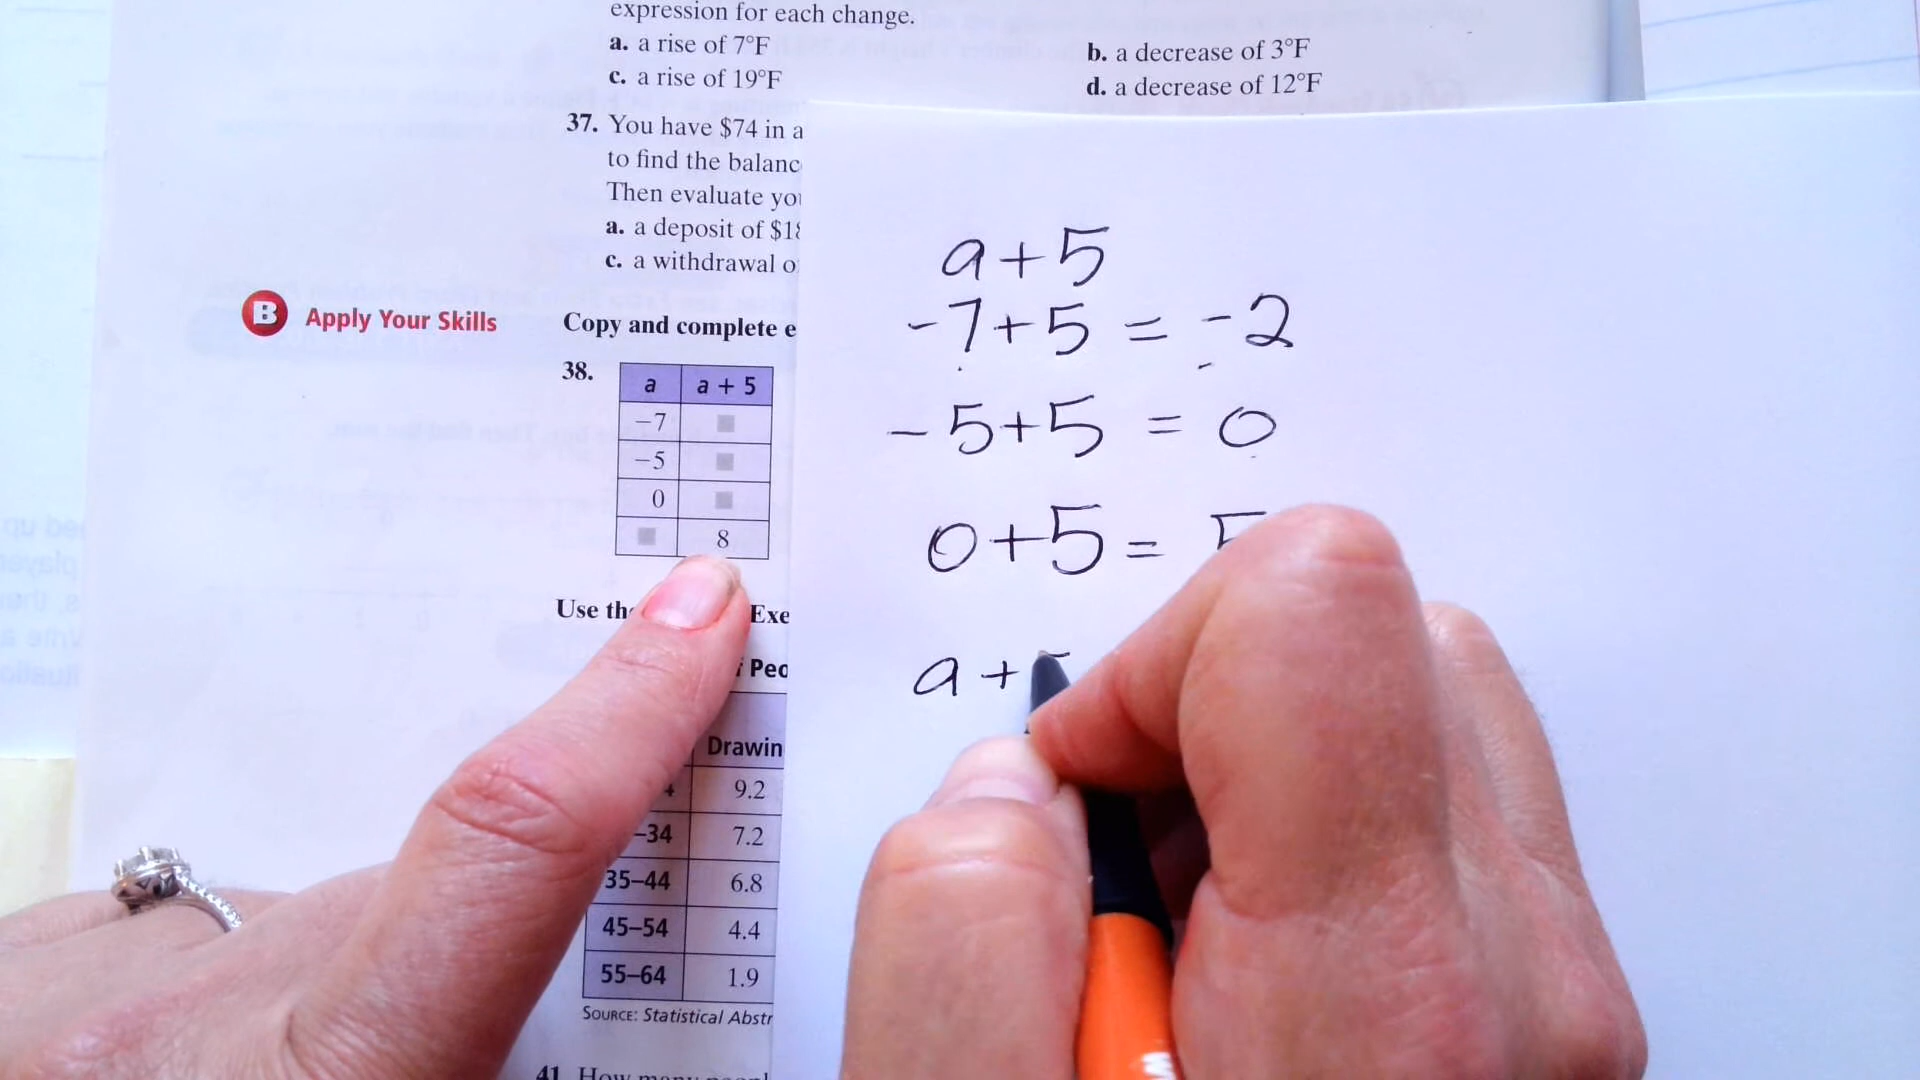 expression for each change.
a. a rise of 7°F
b. a decrease of 3°F
c. a rise of 19°F
d. a decrease of 12°F
37. You have $74 in a
to find the balanc
Then evaluate
a. a deposit of
c. a withdrawal o
B Apply Your Skills
Copy and complete e
38.
a a + 5
−7
−5
0
8
Use
Exe
Peo
Drawin
9.2
−34 7.2
35–44 6.8
45–54 4.4
55–64 1.9
SOURCE: Statistical Abstr
41 How many
a+5
-7+5 = -2
-5+5 = 0
0+5 = 5
a +5